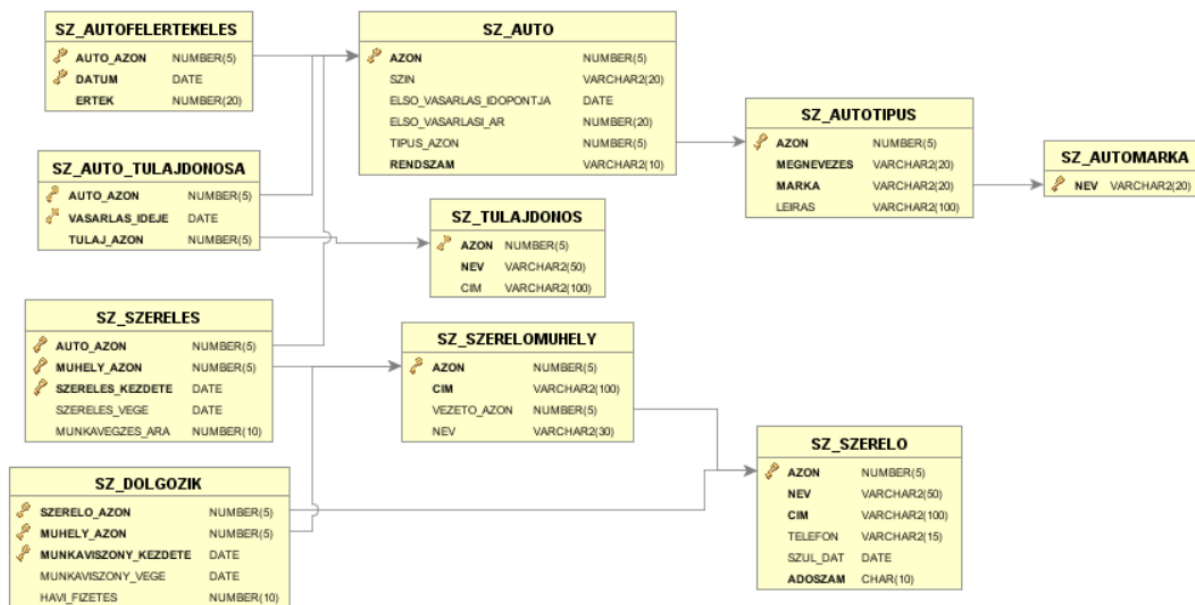 SZ_AUTOFELERTEKELES
AUTO_AZON NUMBER(5)
DATUM DATE
ERTEK NUMBER(20)
SZ_AUTO
AZON NUMBER(5)
SZIN VARCHAR2(20)
ELSO_VASARLAS_IDOPONTJA DATE
ELSO_VASARLASI_AR NUMBER(20)
TIPUS_AZON NUMBER(5)
RENDSZAM VARCHAR2(10)
SZ_AUTOTIPUS
AZON NUMBER(5)
MEGNEVEZES VARCHAR2(20)
MARKA VARCHAR2(20)
LEIRAS VARCHAR2(100)
SZ_AUTOMARKA
NEV VARCHAR2(20)
SZ_AUTO_TULAJDONOSA
AUTO_AZON NUMBER(5)
VASARLAS_IDEJE DATE
TULAJ_AZON NUMBER(5)
SZ_TULAJDONOS
AZON NUMBER(5)
NEV VARCHAR2(50)
CIM VARCHAR2(100)
SZ_SZERELES
AUTO_AZON NUMBER(5)
MUHELY_AZON NUMBER(5)
SZERELES_KEZDETE DATE
SZERELES_VEGE DATE
MUNKAVEGZES_ARA NUMBER(10)
SZ_SZERELOMUHELY
AZON NUMBER(5)
CIM VARCHAR2(100)
VEZETO_AZON NUMBER(5)
NEV VARCHAR2(30)
SZ_SZERELO
AZON NUMBER(5)
NEV VARCHAR2(50)
CIM VARCHAR2(100)
TELEFON VARCHAR2(15)
SZUL_DAT DATE
ADOSZAM CHAR(10)
SZ_DOLGOZIK
SZERELO_AZON NUMBER(5)
MUHELY_AZON NUMBER(5)
MUNKAVISZONY_KEZDETE DATE
MUNKAVISZONY_VEGE DATE
HAVI_FIZETES NUMBER(10)